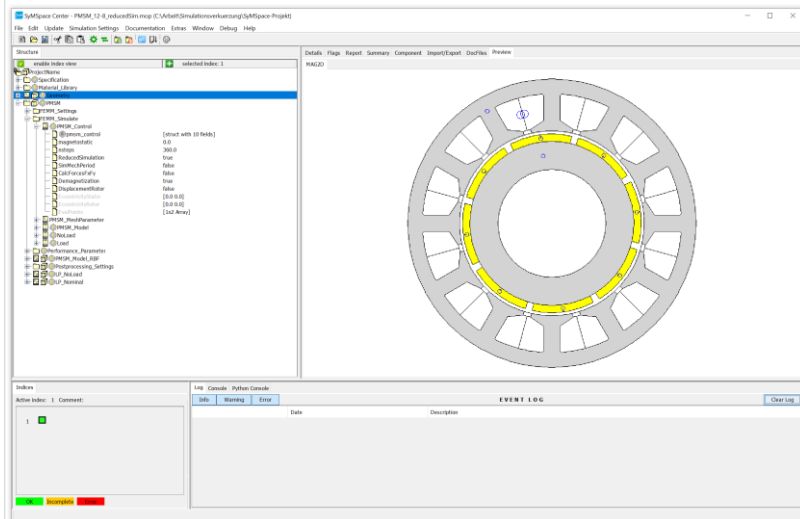 SyMSpace Center - PMSM_12-8_reducedSim.mcp (C:\Arbeit\Simulationsverkuerzung\SyMSpace-Projekt)
File Edit Update Simulation Settings Documentation Extras Window Debug Help
Structure
enable index view selected index: 1
ProjectName
Specification
Material_Library
Geometry
PMSM
FEMM_Settings
FEMM_Simulate
PMSM_Control
pmsm_control [struct with 10 fields]
magnetostatic 0.0
nsteps 360.0
ReducedSimulation true
SimMechPeriod false
CalcForcesFxFy false
Demagnetization true
DisplacementRotor false
[0.0 0.0]
[0.0 0.0]
[1x2 Array]
PMSM_MeshParameter
PMSM_Model
NoLoad
Load
Performance_Parameter
PMSM_Model_RBF
Postprocessing_Settings
LP_NoLoad
LP_Nominal
Details Flags Report Summary Component Import/Export DocFiles Preview
MAG2D
Indices
Active index: 1 Comment:
1
OK Incomplete Error
Log Console Python Console
Info Warning Error EVENT LOG Clear Log
Date Description